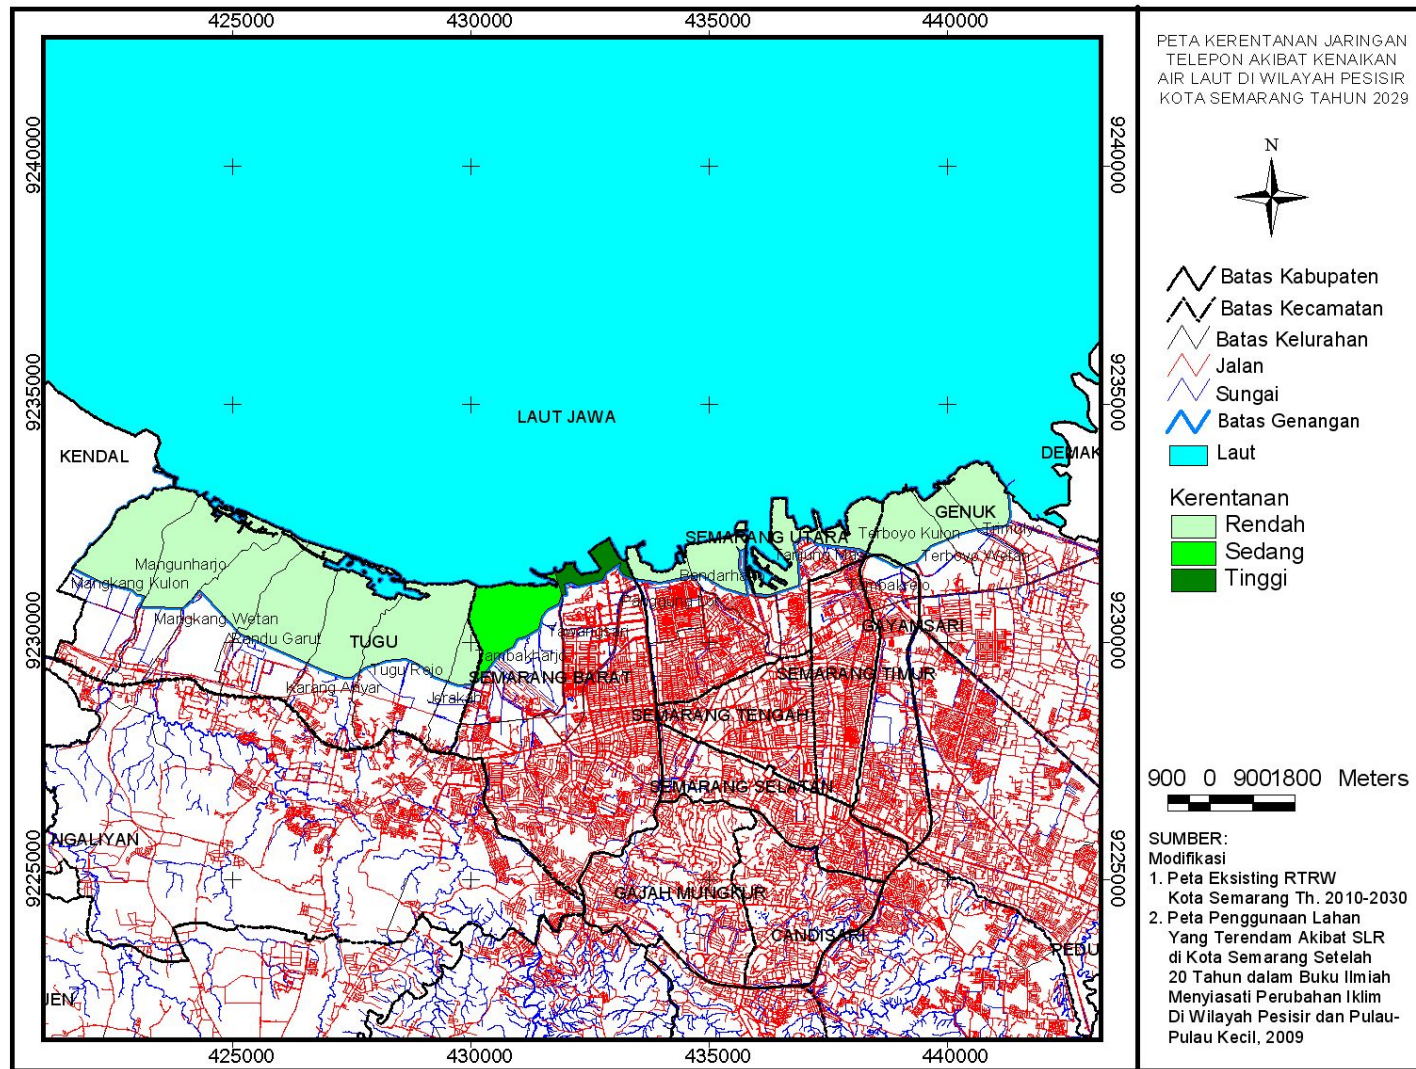 425000 430000 435000 440000
9240000 9240000
9235000 9235000
9230000 9230000
9225000 9225000
LAUT JAWA
KENDAL
DEMAK
GENUK
SEMARANG UTARA
Terboyo Kulon
Trimulyo
Terboyo Wetan
Tanjung Mas
Mangunharjo
Mangkang Kulon
Bandarharjo
Mangkang Wetan
Randu Garut
TUGU
Tawangsari
GAYAMSARI
Tambakharjo
Tugu Rejo
SEMARANG BARAT
SEMARANG TIMUR
Karang Anyar
Jerakah
SEMARANG TENGAH
SEMARANG SELATAN
NGALIYAN
GAJAH MUNGKUR
CANDISARI
PEDU
JEN
425000 430000 435000 440000
PETA KERENTANAN JARINGAN
TELEPON AKIBAT KENAIKAN
AIR LAUT DI WILAYAH PESISIR
KOTA SEMARANG TAHUN 2029
N
Batas Kabupaten
Batas Kecamatan
Batas Kelurahan
Jalan
Sungai
Batas Genangan
Laut
Kerentanan
Rendah
Sedang
Tinggi
900 0 9001800 Meters
SUMBER:
Modifikasi
1. Peta Eksisting RTRW
Kota Semarang Th. 2010-2030
2. Peta Penggunaan Lahan
Yang Terendam Akibat SLR
di Kota Semarang Setelah
20 Tahun dalam Buku Ilmiah
Menyiasati Perubahan Iklim
Di Wilayah Pesisir dan Pulau-
Pulau Kecil, 2009